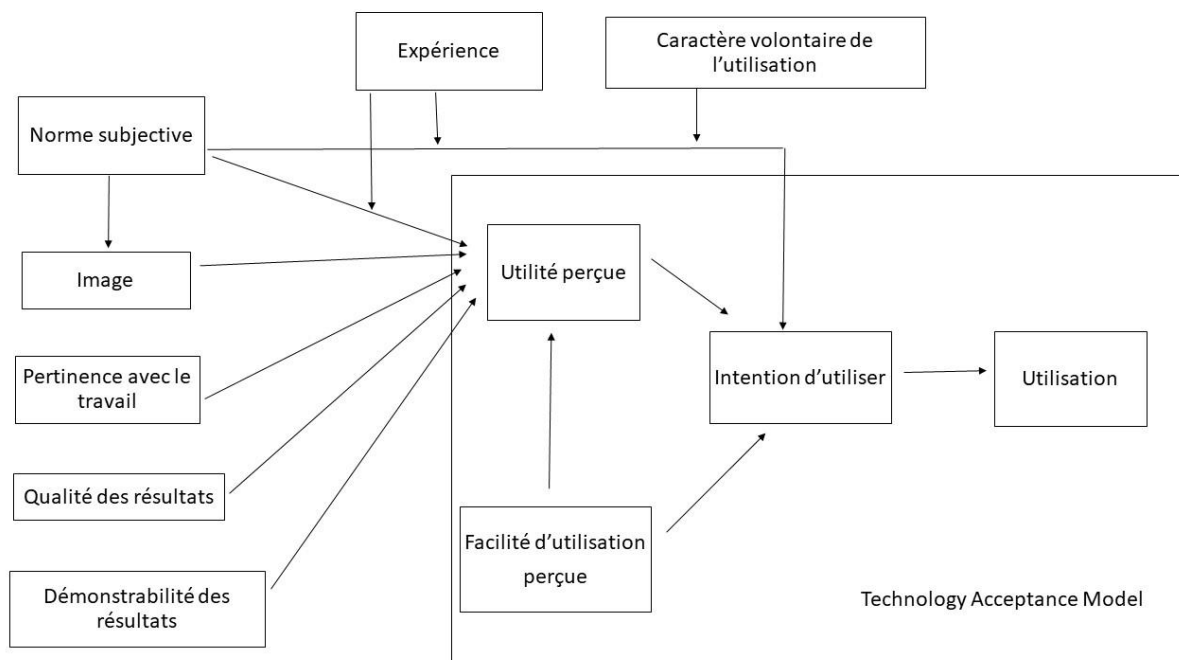 Expérience
Caractère volontaire de
l’utilisation
Norme subjective
Image
Utilité perçue
Pertinence avec le
travail
Intention d’utiliser
Utilisation
Qualité des résultats
Facilité d’utilisation
perçue
Démonstrabilité des
résultats
Technology Acceptance Model